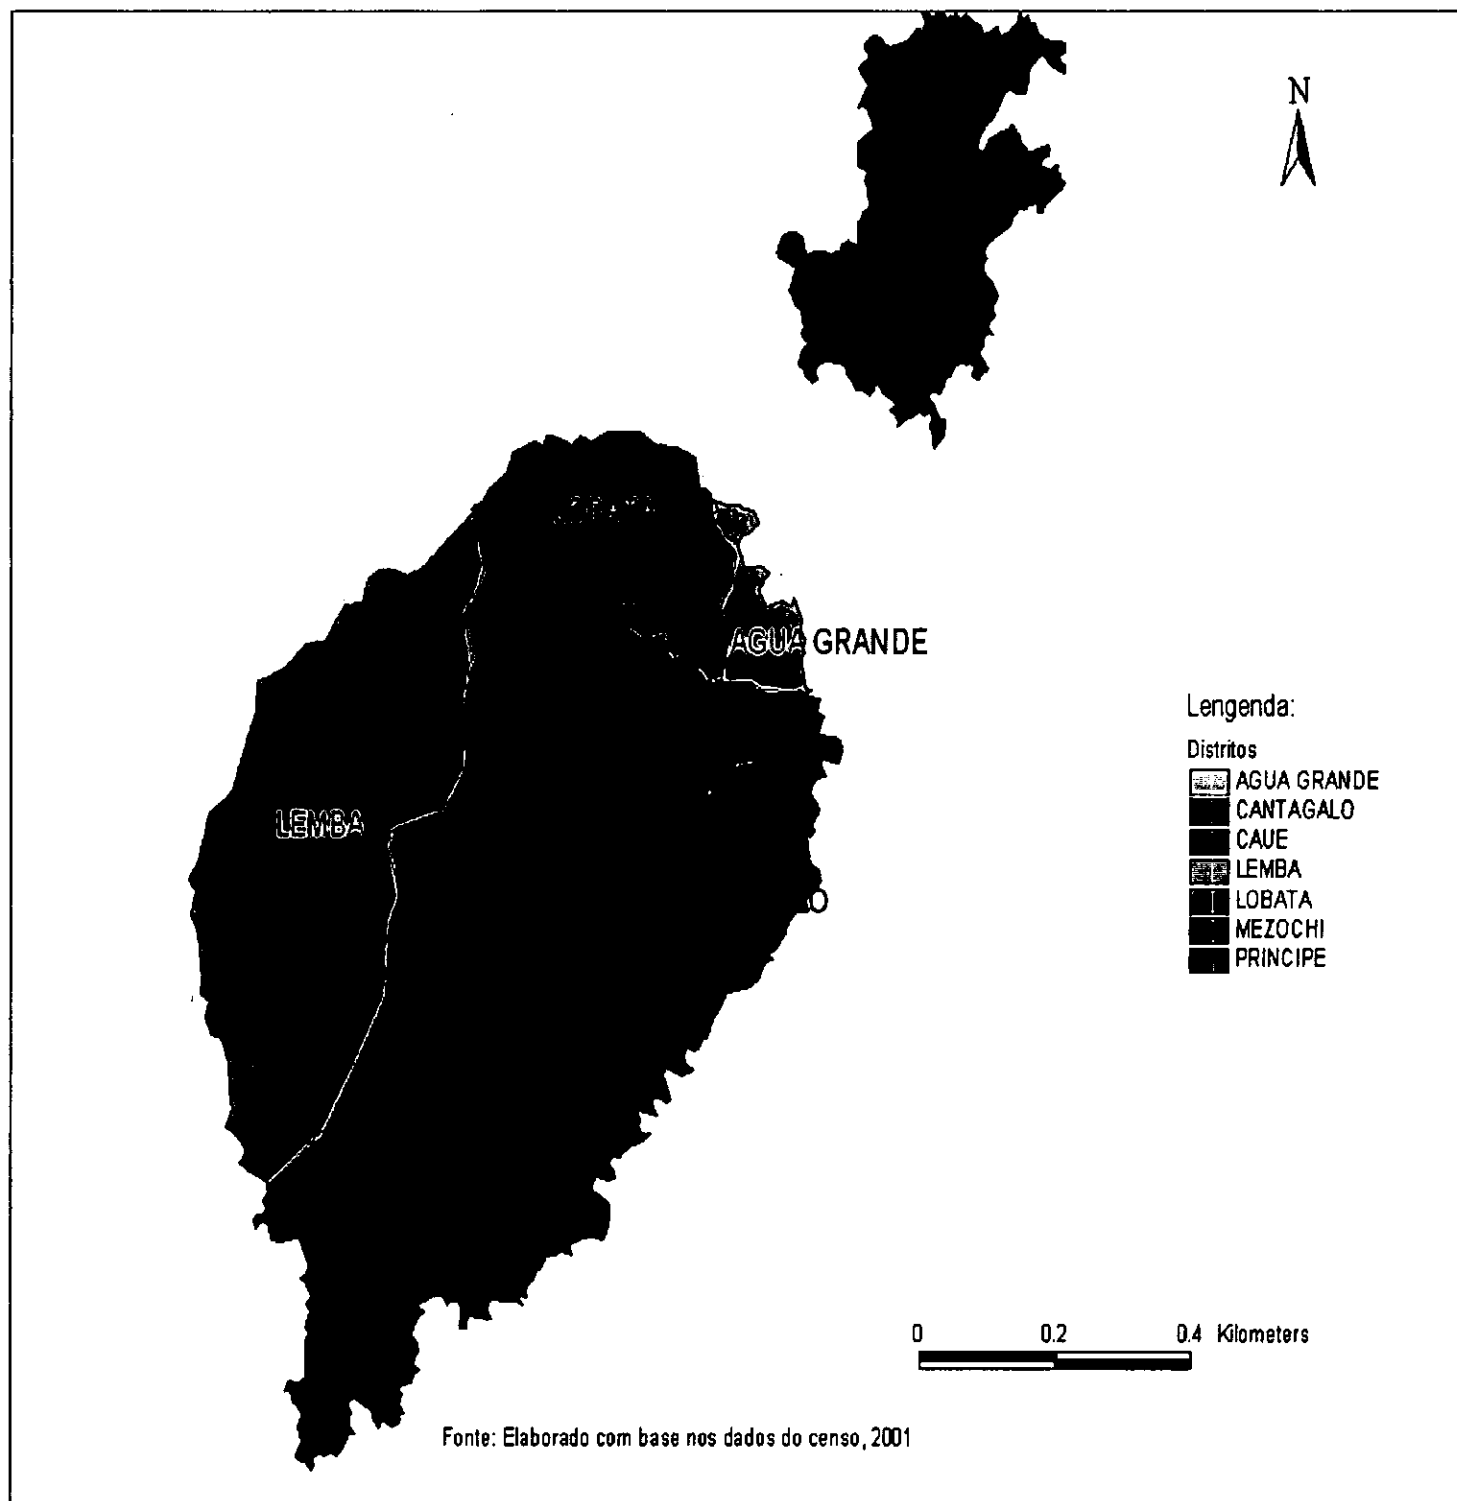 N
AGUA GRANDE
LEMBA
Lengenda:
Distritos
AGUA GRANDE
CANTAGALO
CAUE
LEMBA
LOBATA
MEZOCHI
PRINCIPE
0 0.2 0.4 Kilometers
Fonte: Elaborado com base nos dados do censo, 2001